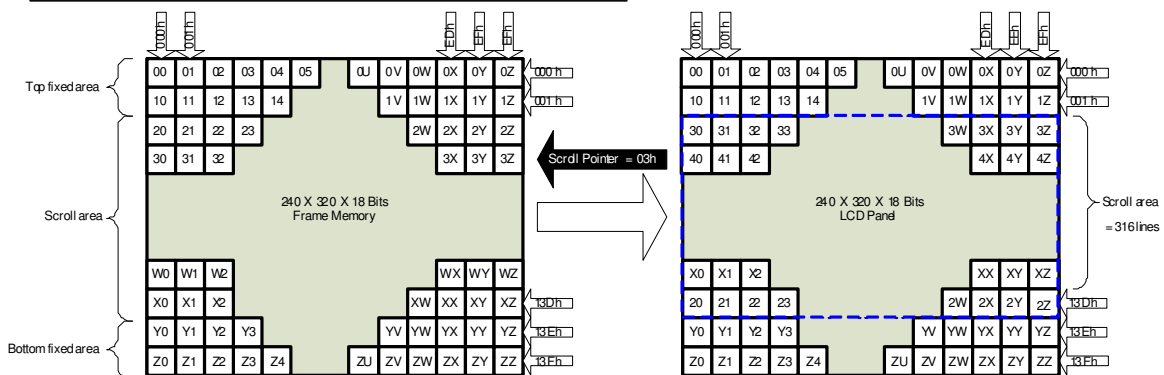 000h 001h EDh EFh EFh 000h 001h EDh EEh EFh
00 01 02 03 04 05 0U 0V 0W 0X 0Y 0Z 000 h 00 01 02 03 04 05 0U 0V 0W 0X 0Y 0Z 000 h
Top fixed area
10 11 12 13 14 1V 1W 1X 1Y 1Z 001 h 10 11 12 13 14 1V 1W 1X 1Y 1Z 001 h
20 21 22 23 2W 2X 2Y 2Z 30 31 32 33 3W 3X 3Y 3Z
30 31 32 3X 3Y 3Z Scroll Pointer = 03h 40 41 42 4X 4Y 4Z
Scroll area 240 X 320 X 18 Bits 240 X 320 X 18 Bits Scroll area
Frame Memory LCD Panel = 316 lines
W0 W1 W2 WX WY WZ X0 X1 X2 XX XY XZ
X0 X1 X2 XW XX XY XZ 13Dh 20 21 22 23 2W 2X 2Y 2Z 13Dh
Y0 Y1 Y2 Y3 YV YW YX YY YZ 13Eh Y0 Y1 Y2 Y3 YV YW YX YY YZ 13Eh
Bottom fixed area
Z0 Z1 Z2 Z3 Z4 ZU ZV ZW ZX ZY ZZ 13Fh Z0 Z1 Z2 Z3 Z4 ZU ZV ZW ZX ZY ZZ 13Fh